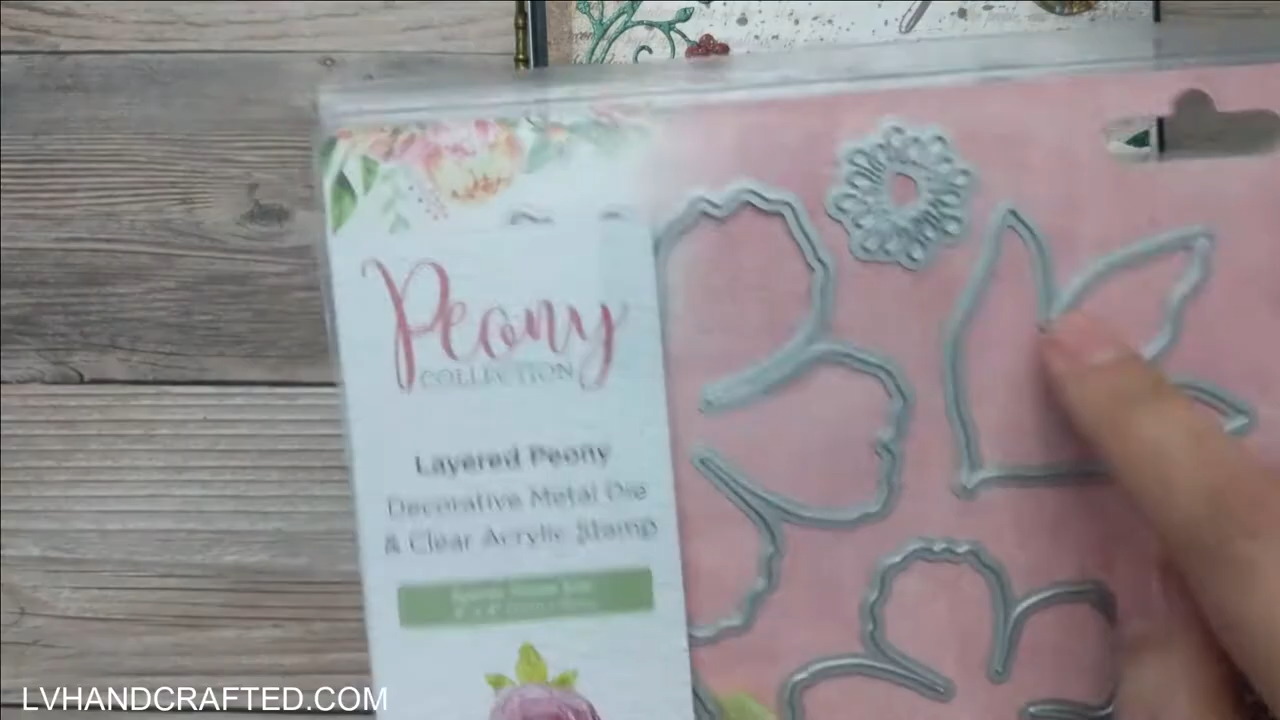 Peony
COLLECTION
Layered Peony
Decorative Metal Die
& Clear Acrylic Stamp
LVHANDCRAFTED.COM